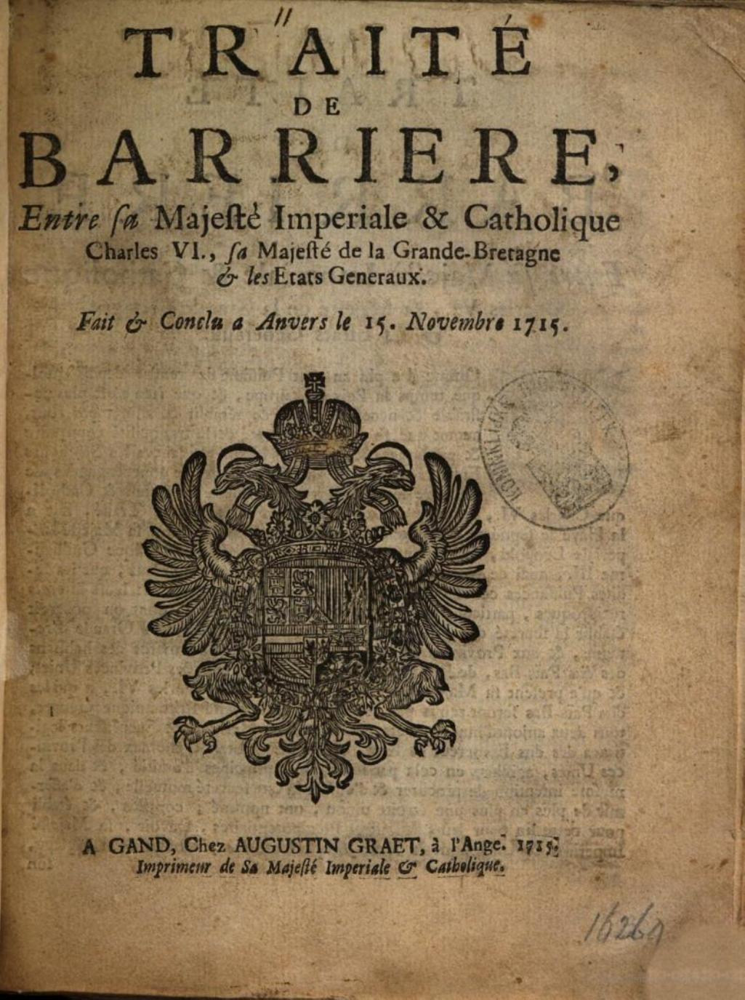 TRAITÉ
DE
BARRIERE,
Entre ſa Majeſté Imperiale & Catholique
Charles VI., ſa Majeſté de la Grande-Bretagne
& les Etats Generaux.
Fait & Conclu a Anvers le 15. Novembre 1715.
A GAND, Chez AUGUSTIN GRAET, à l'Ange. 1715.
Imprimeur de Sa Majeſté Imperiale & Catholique.
16269